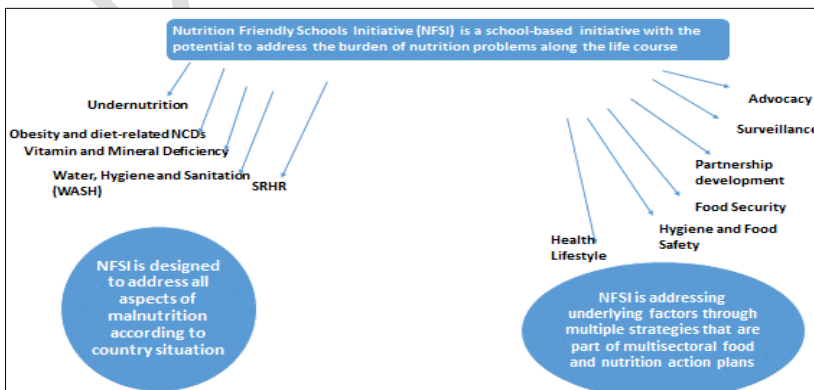 Nutrition Friendly Schools Initiative (NFSI) is a school-based initiative with the
potential to address the burden of nutrition problems along the life course
Undernutrition
Obesity and diet-related NCDs
Vitamin and Mineral Deficiency
Water, Hygiene and Sanitation
(WASH)
SRHR
Advocacy
Surveillance
Partnership
development
Food Security
Hygiene and Food
Safety
Health
Lifestyle
NFSI is designed
to address all
aspects of
malnutrition
according to
country situation
NFSI is addressing
underlying factors through
multiple strategies that are
part of multisectoral food
and nutrition action plans